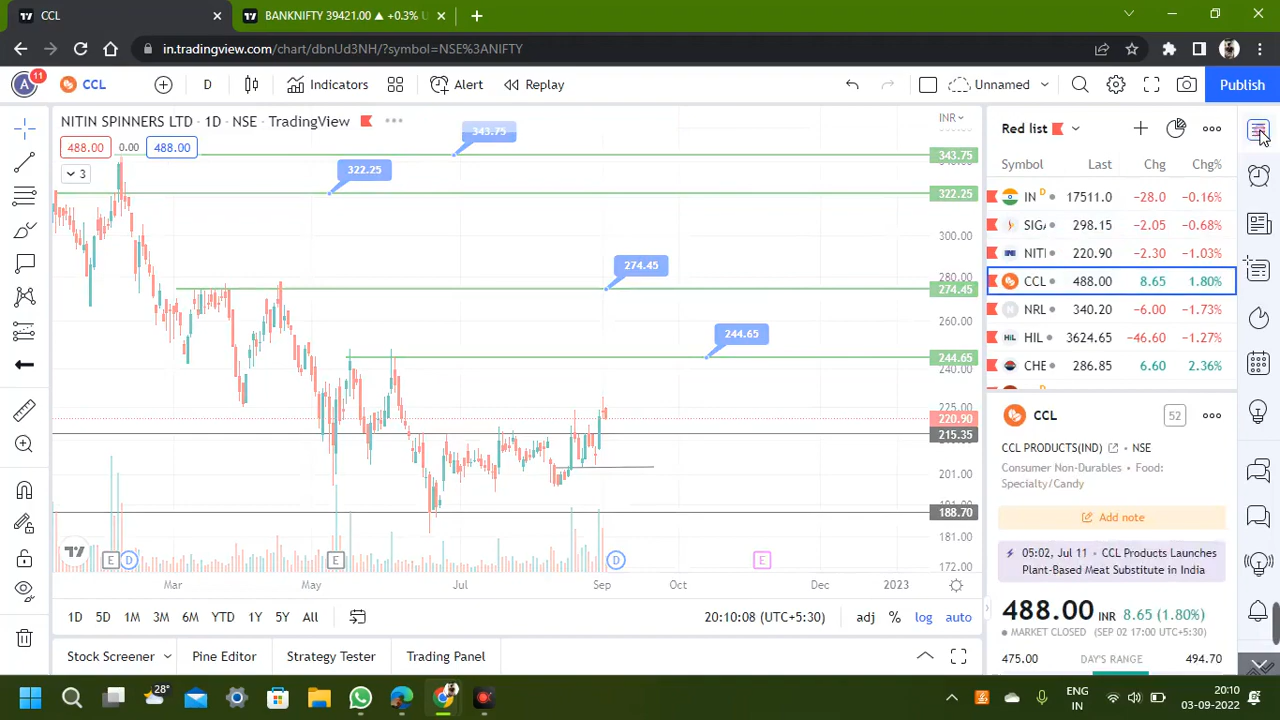 CCL
BANKNIFTY 39421.00 ▲ +0.3% U
in.tradingview.com/chart/dbnUd3NH/?symbol=NSE%3ANIFTY
A
11
CCL
D
Indicators
Alert
Replay
Unnamed
Publish
NITIN SPINNERS LTD · 1D · NSE · TradingView
INR
488.00
0.00
488.00
3
343.75
322.25
274.45
244.65
343.75
322.25
300.00
280.00
274.45
260.00
244.65
240.00
225.00
220.90
215.35
201.00
188.70
181.00
172.00
E
D
E
D
E
Mar
May
Jul
Sep
Oct
Dec
2023
1D
5D
1M
3M
6M
YTD
1Y
5Y
All
20:10:08 (UTC+5:30)
adj
%
log
auto
Stock Screener
Pine Editor
Strategy Tester
Trading Panel
Red list
Symbol
Last
Chg
Chg%
IN D 17511.0 −28.0 −0.16%
SIGA 298.15 −2.05 −0.68%
NITI 220.90 −2.30 −1.03%
CCL 488.00 8.65 1.80%
NRL 340.20 −6.00 −1.73%
HIL 3624.65 −46.60 −1.27%
CHE 286.85 6.60 2.36%
CCL
52
CCL PRODUCTS(IND) · NSE
Consumer Non-Durables · Food:
Specialty/Candy
Add note
05:02, Jul 11 · CCL Products Launches
Plant-Based Meat Substitute in India
488.00 INR 8.65 (1.80%)
MARKET CLOSED (SEP 02 17:00 UTC+5:30)
475.00 DAY'S RANGE 494.70
28°
ENG
IN
20:10
03-09-2022